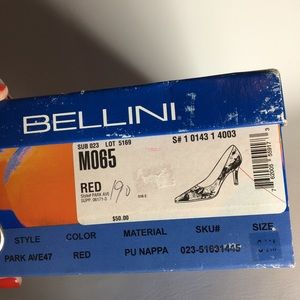 BELLINI
SUB 023 LOT 5169
S# 1 0143 1 4003
M065
RED
190
$50.00
STYLE COLOR MATERIAL SKU# SIZE
PARK AVE47 RED PU NAPPA 023-51631445